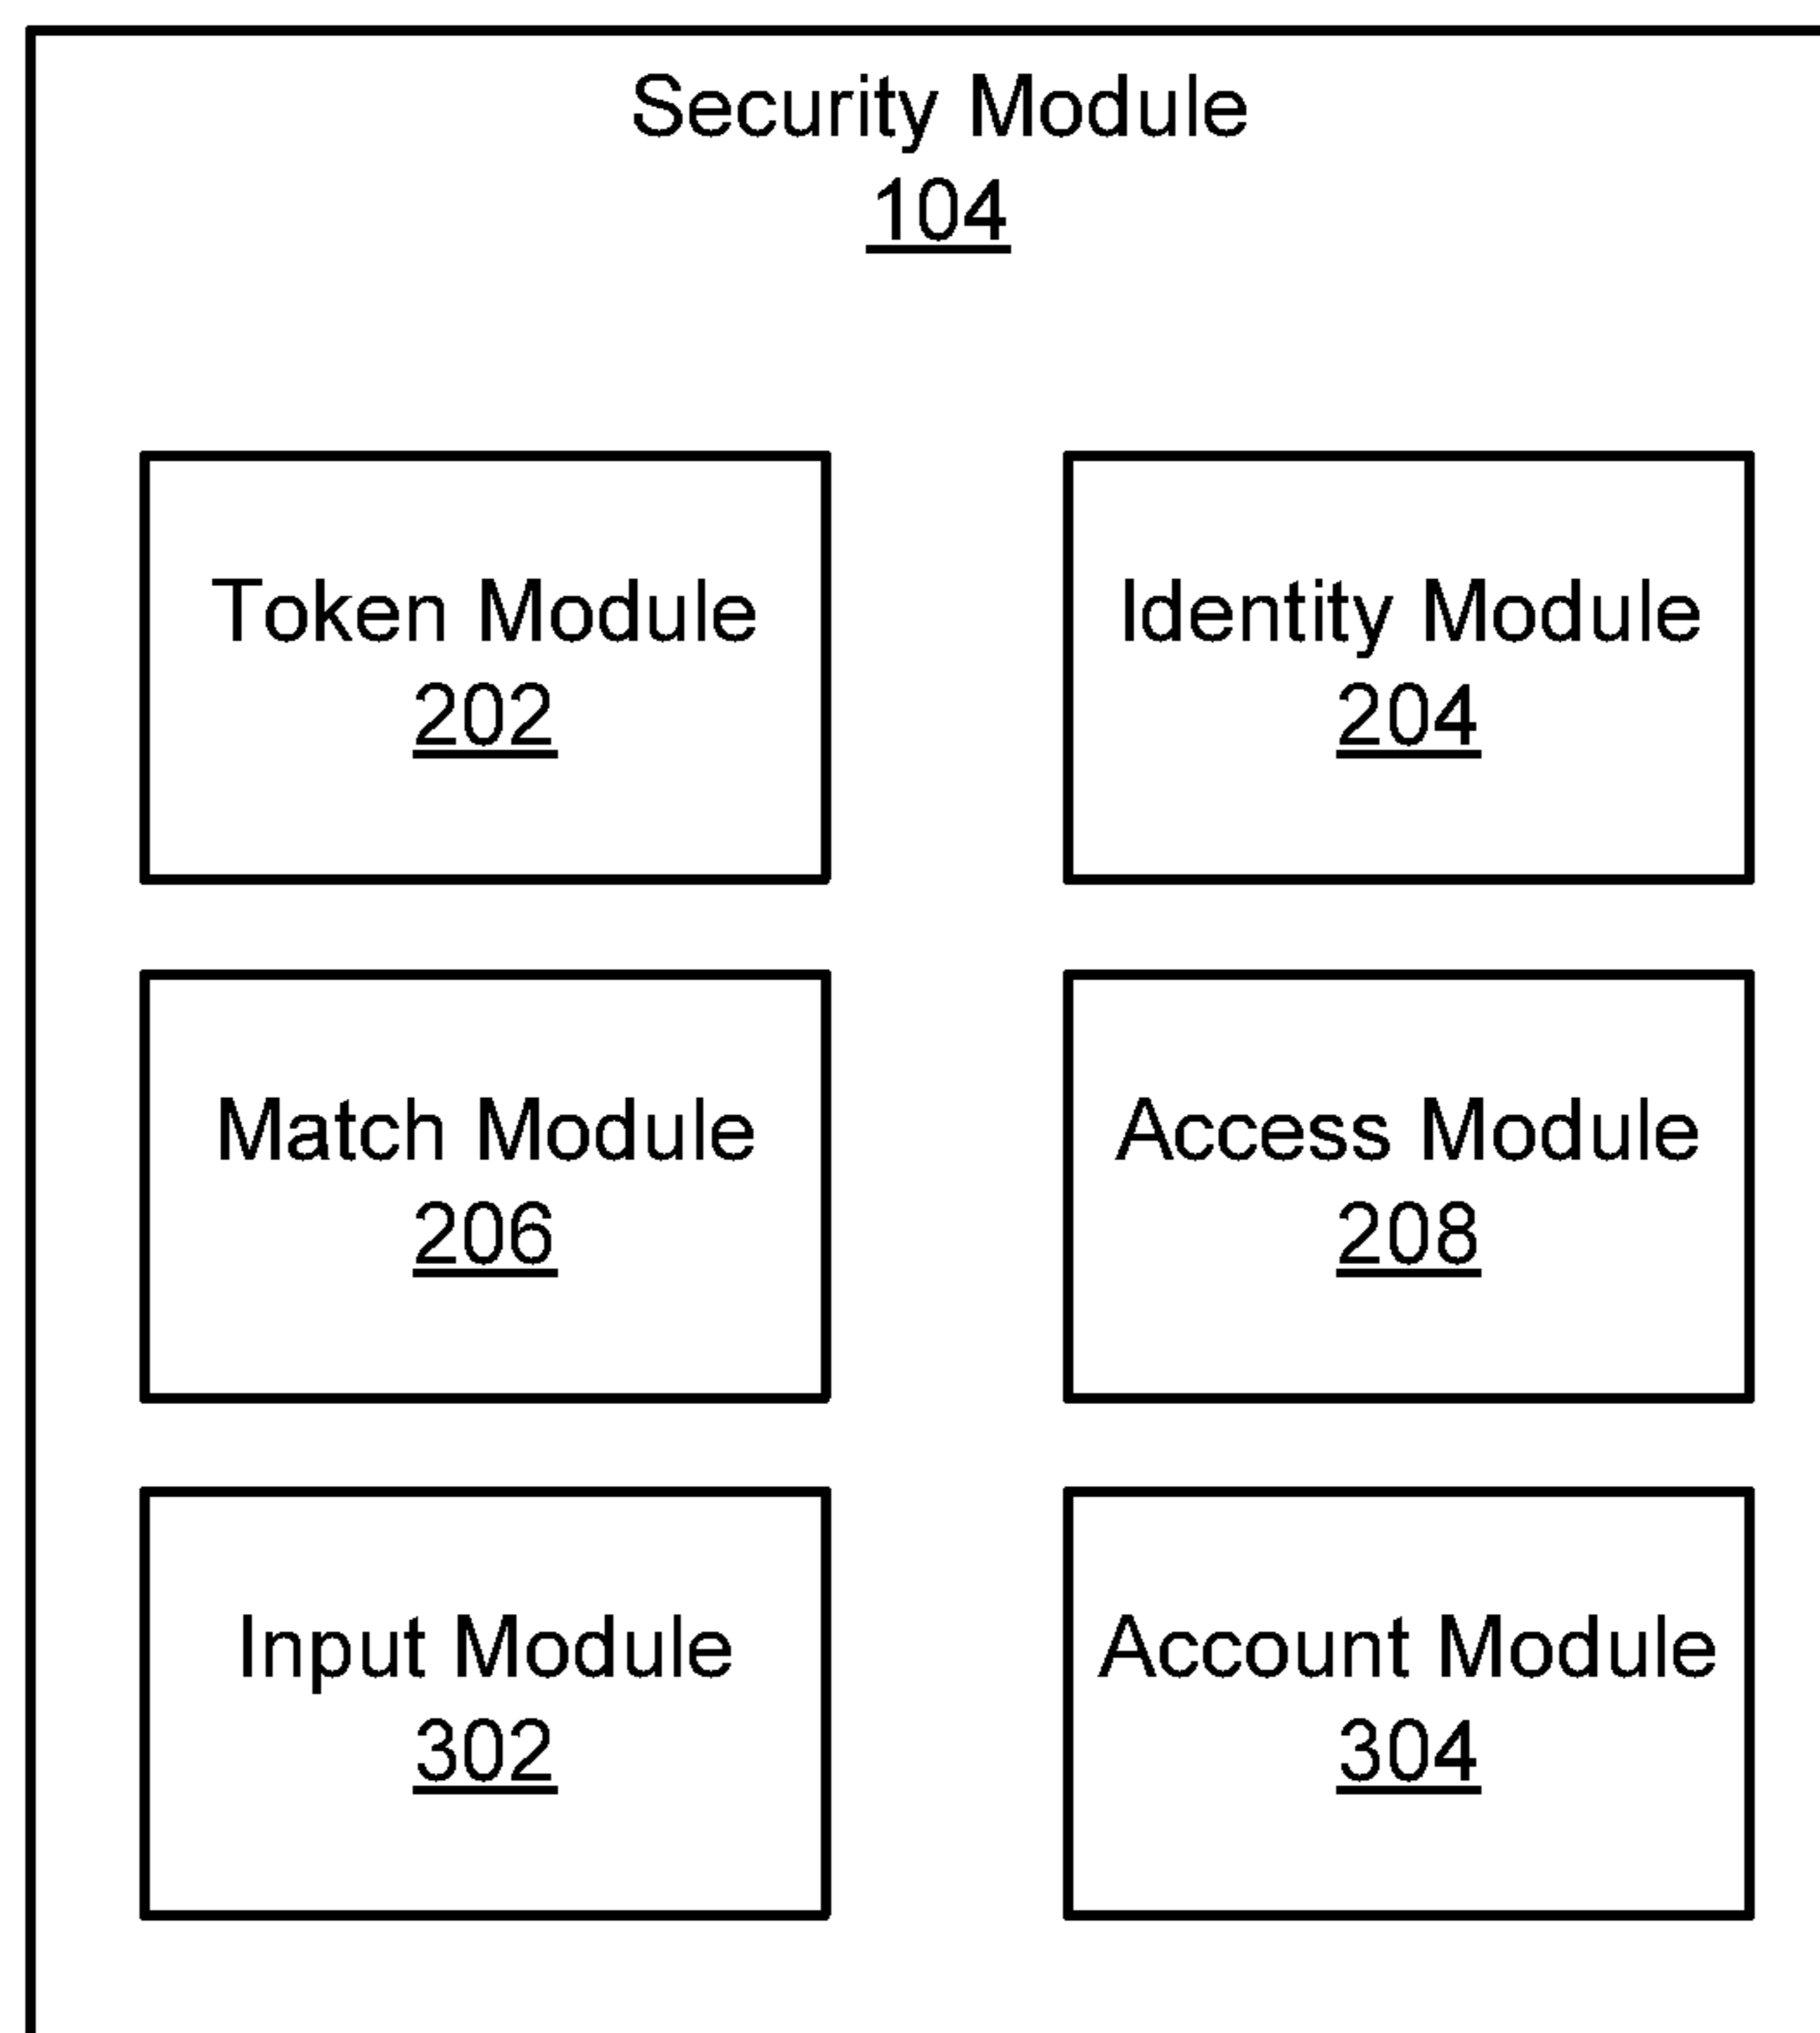 Security Module
104
Token Module
202
Identity Module
204
Match Module
206
Access Module
208
Input Module
302
Account Module
304